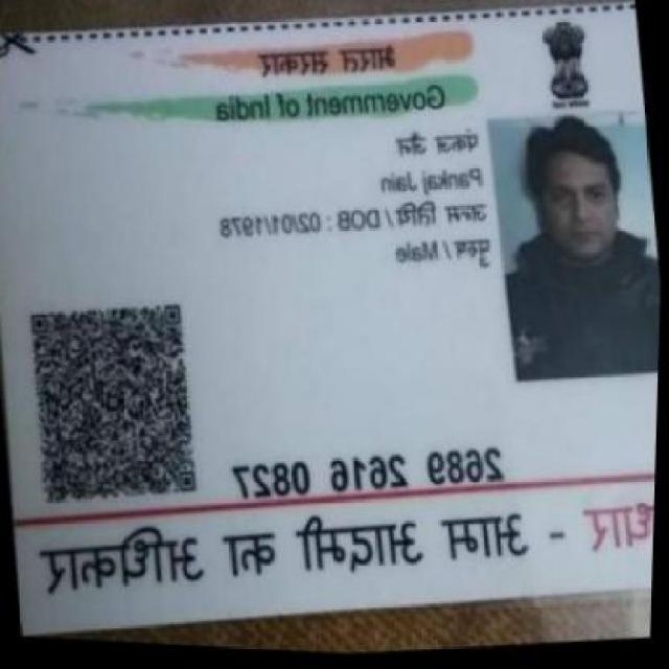 भारत सरकार
Government of India
पंकज जैन
Pankaj Jain
जन्म तिथि / DOB : 02/01/1978
पुरुष / Male
2689 2616 0827
- आम आदमी का अधिकार